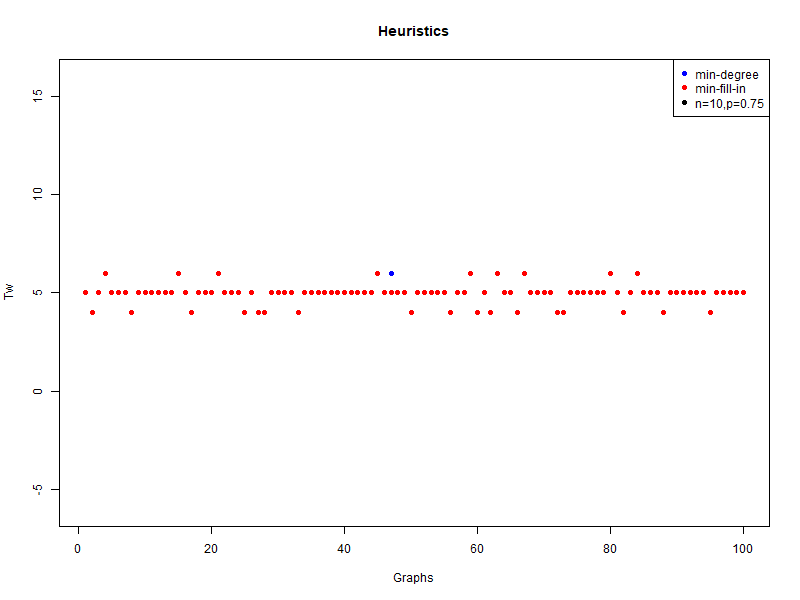 Heuristics
min-degree
min-fill-in
n=10,p=0.75
15
10
5
0
-5
Tw
0 20 40 60 80 100
Graphs